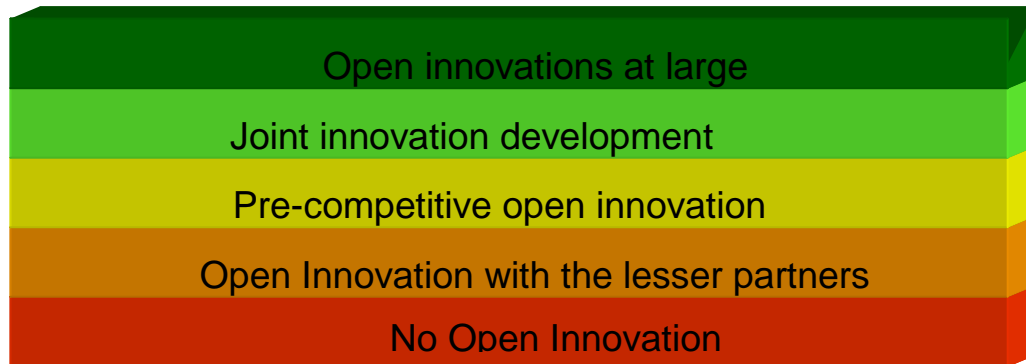 Open innovations at large
Joint innovation development
Pre-competitive open innovation
Open Innovation with the lesser partners
No Open Innovation